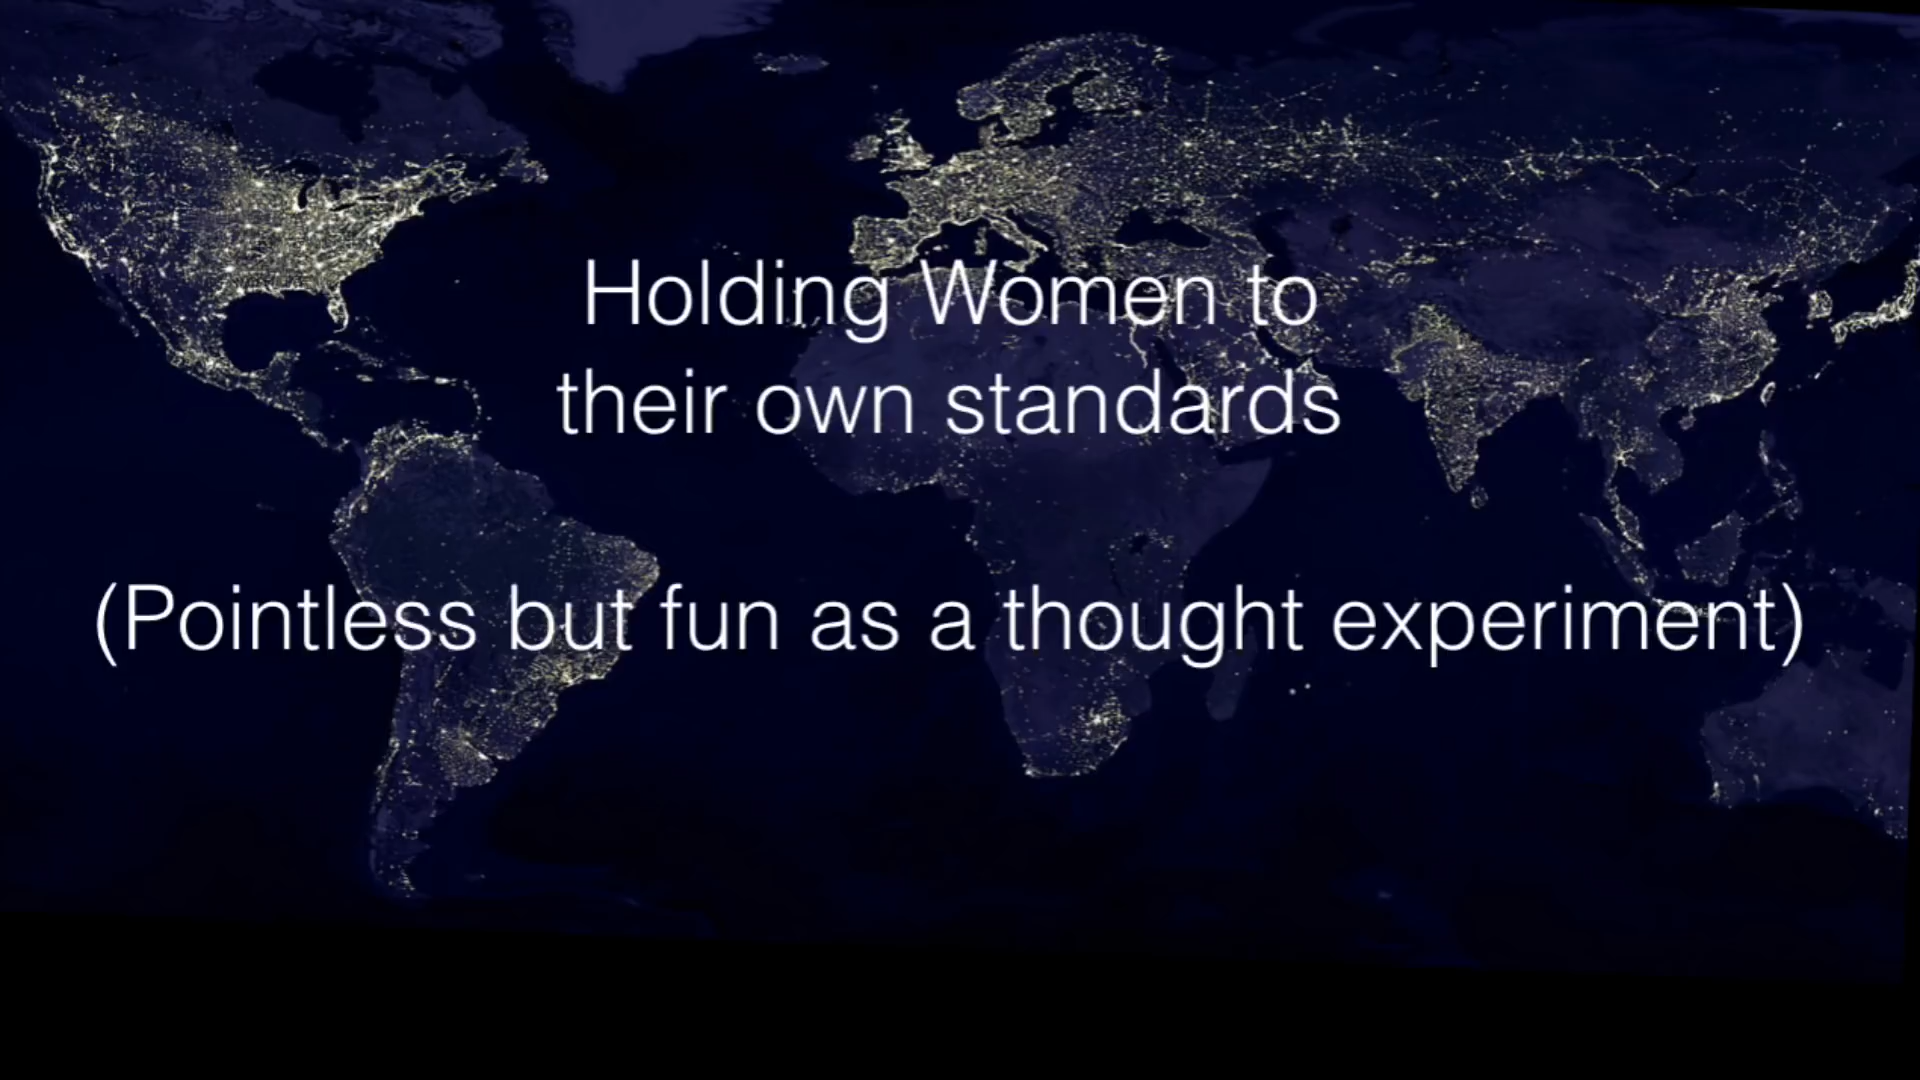 Holding Women to
their own standards
(Pointless but fun as a thought experiment)